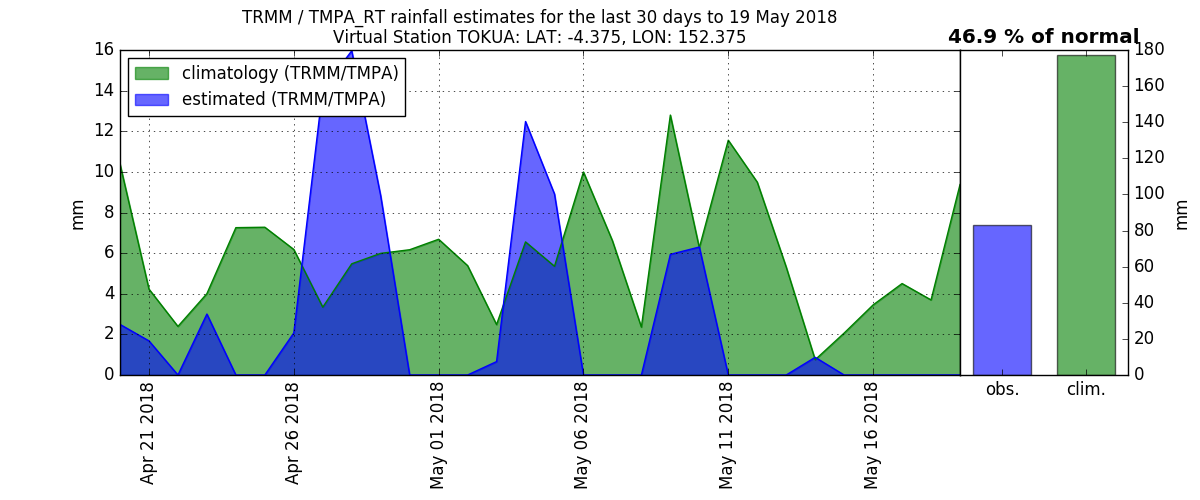 TRMM / TMPA_RT rainfall estimates for the last 30 days to 19 May 2018
Virtual Station TOKUA: LAT: -4.375, LON: 152.375
46.9 % of normal
climatology (TRMM/TMPA)
estimated (TRMM/TMPA)
16
14
12
10
8
6
4
2
0
mm
Apr 21 2018
Apr 26 2018
May 01 2018
May 06 2018
May 11 2018
May 16 2018
180
160
140
120
100
80
60
40
20
0
mm
obs.
clim.